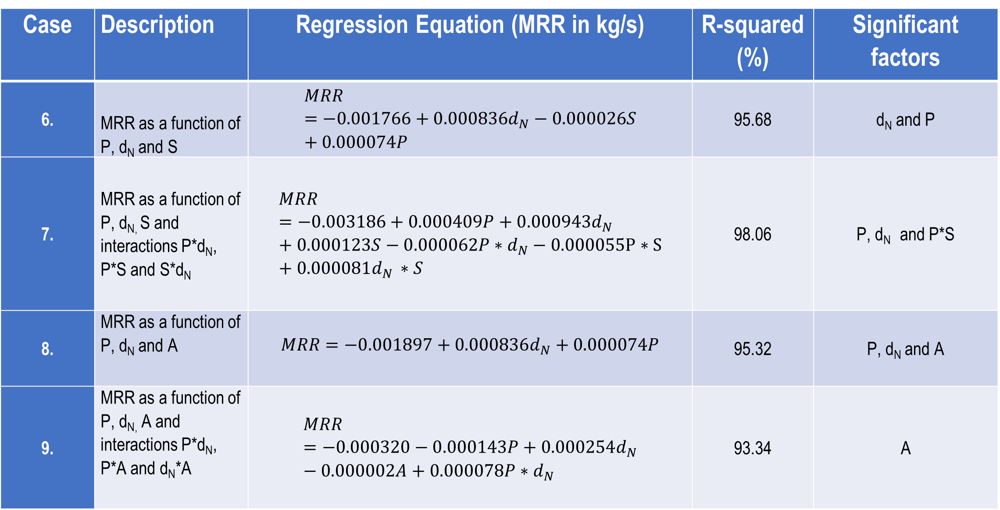 Case
Description
Regression Equation (MRR in kg/s)
R-squared
(%)
Significant
factors
6.
MRR as a function of
P, d_N and S
MRR
= −0.001766 + 0.000836d_N − 0.000026S
+ 0.000074P
95.68
d_N and P
7.
MRR as a function of
P, d_N, S and
interactions P*d_N,
P*S and S*d_N
MRR
= −0.003186 + 0.000409P + 0.000943d_N
+ 0.000123S − 0.000062P * d_N − 0.000055P * S
+ 0.000081d_N * S
98.06
P, d_N and P*S
8.
MRR as a function of
P, d_N and A
MRR = −0.001897 + 0.000836d_N + 0.000074P
95.32
P, d_N and A
9.
MRR as a function of
P, d_N, A and
interactions P*d_N,
P*A and d_N*A
MRR
= −0.000320 − 0.000143P + 0.000254d_N
− 0.000002A + 0.000078P * d_N
93.34
A